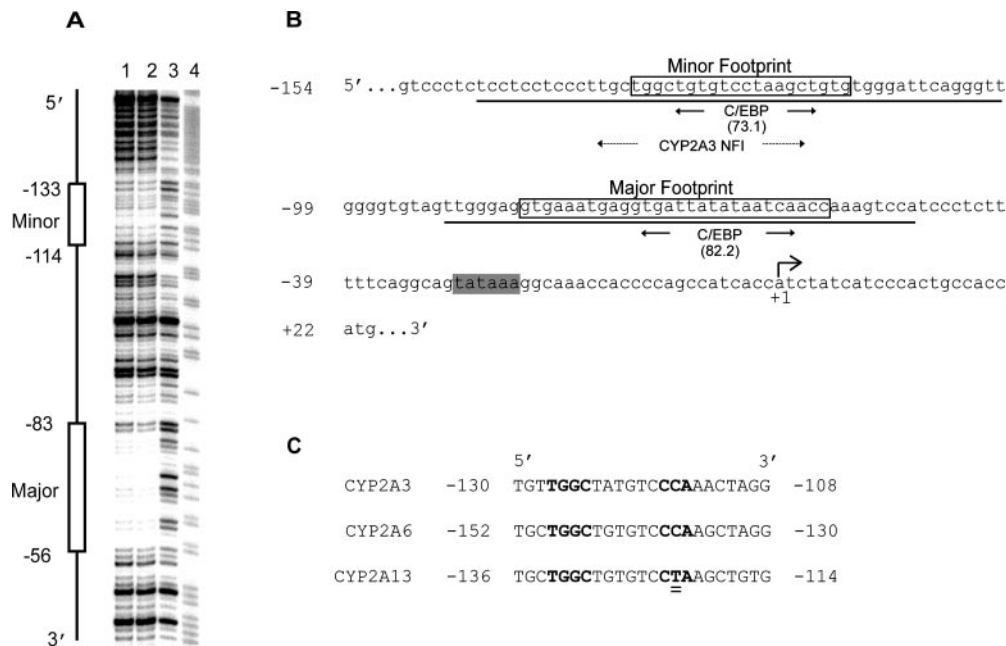 A
1 2 3 4
5′
-133
Minor
-114
-83
Major
-56
3′
B
Minor Footprint
-154 5′...gtccctctcctcctcccttgctggctgtgtcctaagctgtgtgggattcagggtt
C/EBP
(73.1)
CYP2A3 NFI
Major Footprint
-99 ggggtgtagttgggaggtgaaatgaggtgattatataatcaaccaaagtccatccctctt
C/EBP
(82.2)
-39 tttcaggcagtataaaggcaaaccaccccagccatcaccatctatcatcccactgccacc
+1
+22 atg...3′
C
5′ 3′
CYP2A3 -130 TGTTGGCTATGTCCCAAACTAGG -108
CYP2A6 -152 TGCTGGCTGTGTCCCAAGCTAGG -130
CYP2A13 -136 TGCTGGCTGTGTCCTAAGCTGTG -114